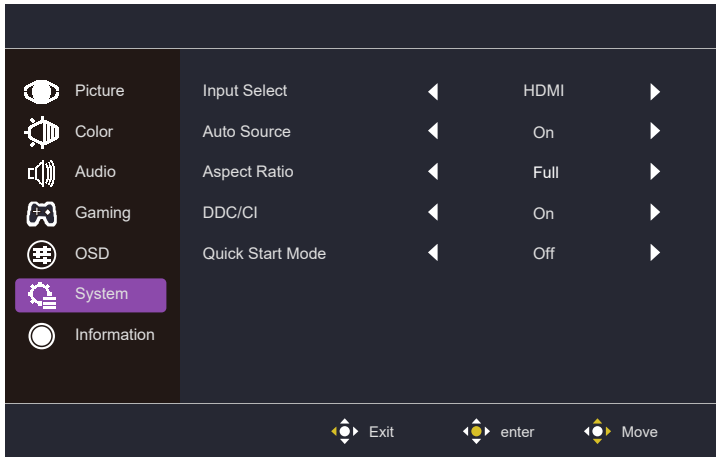 Picture
Color
Audio
Gaming
OSD
System
Information
Input Select HDMI
Auto Source On
Aspect Ratio Full
DDC/CI On
Quick Start Mode Off
Exit enter Move